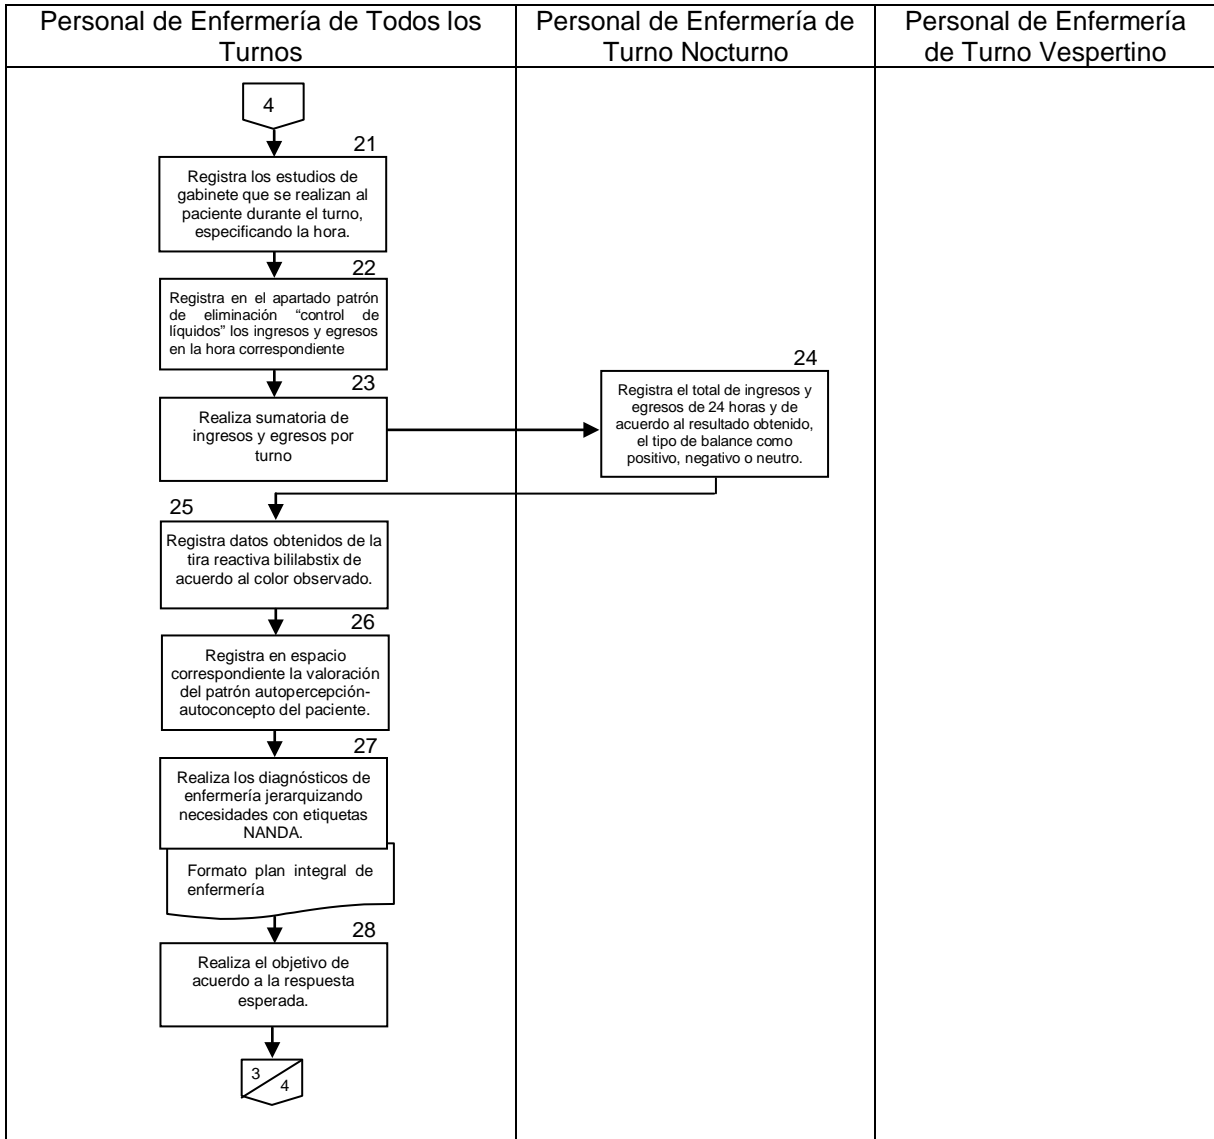 Personal de Enfermería de Todos los
Turnos
Personal de Enfermería de
Turno Nocturno
Personal de Enfermería
de Turno Vespertino
4
21
Registra los estudios de
gabinete que se realizan al
paciente durante el turno,
especificando la hora.
22
Registra en el apartado patrón
de eliminación “control de
líquidos” los ingresos y egresos
en la hora correspondiente
23
Realiza sumatoria de
ingresos y egresos por
turno
24
Registra el total de ingresos y
egresos de 24 horas y de
acuerdo al resultado obtenido,
el tipo de balance como
positivo, negativo o neutro.
25
Registra datos obtenidos de la
tira reactiva bililabstix de
acuerdo al color observado.
26
Registra en espacio
correspondiente la valoración
del patrón autopercepción-
autoconcepto del paciente.
27
Realiza los diagnósticos de
enfermería jerarquizando
necesidades con etiquetas
NANDA.
Formato plan integral de
enfermería
28
Realiza el objetivo de
acuerdo a la respuesta
esperada.
3
4